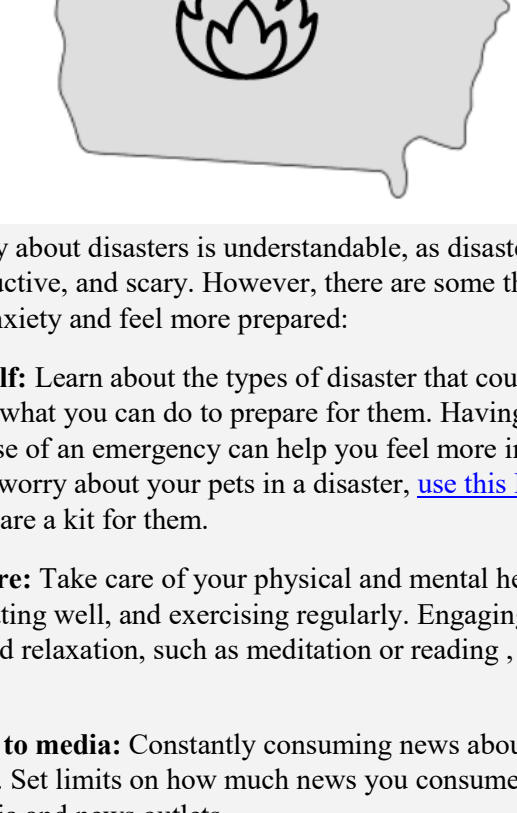 y about disasters is understandable, as disaste
uctive, and scary. However, there are some th
nxiety and feel more prepared:
lf: Learn about the types of disaster that cou
what you can do to prepare for them. Having
se of an emergency can help you feel more in
worry about your pets in a disaster, use this
are a kit for them.
re: Take care of your physical and mental he
ting well, and exercising regularly. Engaging
d relaxation, such as meditation or reading ,
to media: Constantly consuming news abou
. Set limits on how much news you consume
and news outlets